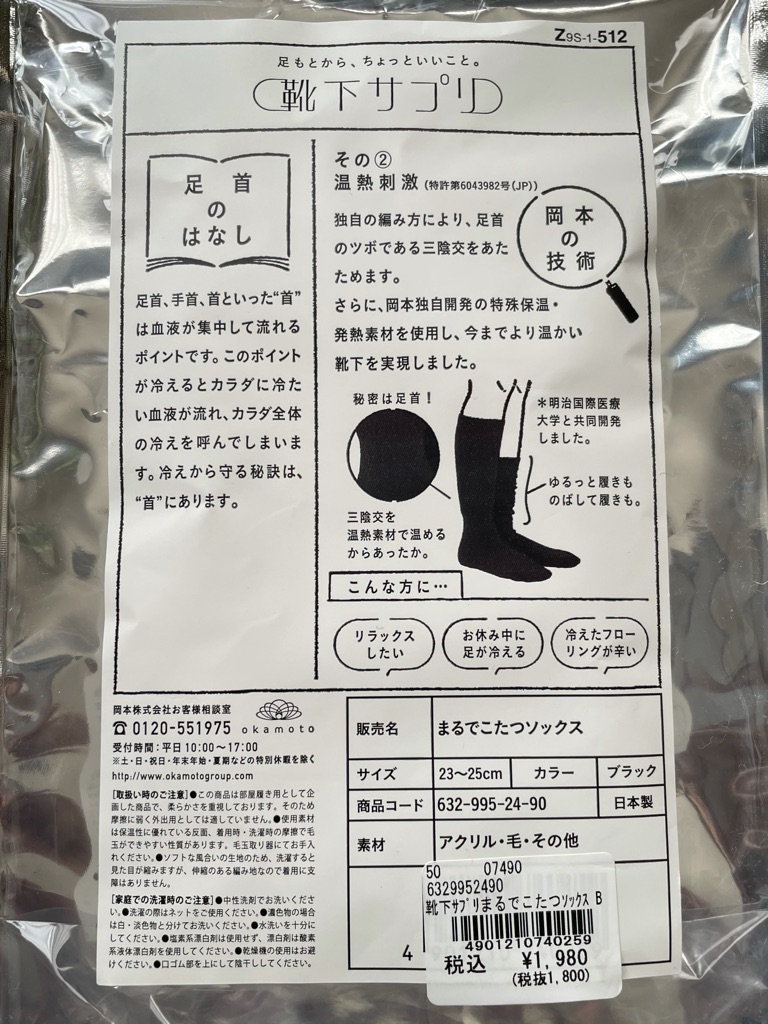 Z9S-1-512
足もとから、ちょっといいこと。
靴下サプリ
足首
の
はなし
足首、手首、首といった“首”
は血液が集中して流れる
ポイントです。このポイント
が冷えるとカラダに冷た
い血液が流れ、カラダ全体
の冷えを呼んでしまいま
す。冷えから守る秘訣は、
“首”にあります。
その②
温熱刺激(特許第6043982号(JP))
岡本
の
技術
独自の編み方により、足首
のツボである三陰交をあた
ためます。
さらに、岡本独自開発の特殊保温・
発熱素材を使用し、今までより温かい
靴下を実現しました。
秘密は足首!
三陰交を
温熱素材で温める
からあったか。
*明治国際医療
大学と共同開発
しました。
ゆるっと履きも
のばして履きも。
こんな方に…
リラックス
したい
お休み中に
足が冷える
冷えたフロー
リングが辛い
岡本株式会社お客様相談室
☎0120-551975
okamoto
受付時間:平日10:00〜17:00
※土・日・祝日・年末年始・夏期などの特別休暇を除く
http://www.okamotogroup.com
[取扱い時のご注意]●この商品は部屋履き用として企
画した商品で、柔らかさを重視しております。そのため
摩擦に弱く外出用としては適していません。●使用素材
は保温性に優れている反面、着用時・洗濯時の摩擦で毛
玉ができやすい性質があります。毛玉取り器にてお手入
れください。●ソフトな風合いの生地のため、洗濯すると
見た目が縮みますが、伸縮のある編み地なので着用に支
障はありません。
[家庭での洗濯時のご注意]●中性洗剤でお洗いくださ
い。●洗濯の際はネットをご使用ください。●濃色物の場合
は白・淡色物と分けてお洗いください。●水洗いを十分に
してください。●塩素系漂白剤は使用せず、漂白剤は酸素
系液体漂白剤を使用してください。●乾燥機の使用はお避
けください。●口ゴム部を上にして陰干ししてください。
販売名 まるでこたつソックス
サイズ 23〜25cm カラー ブラック
商品コード 632-995-24-90 日本製
素材 アクリル・毛・その他
4
50 07490
6329952490
靴下サプリまるでこたつソックス B
4901210740259
税込 ¥1,980
(税抜1,800)